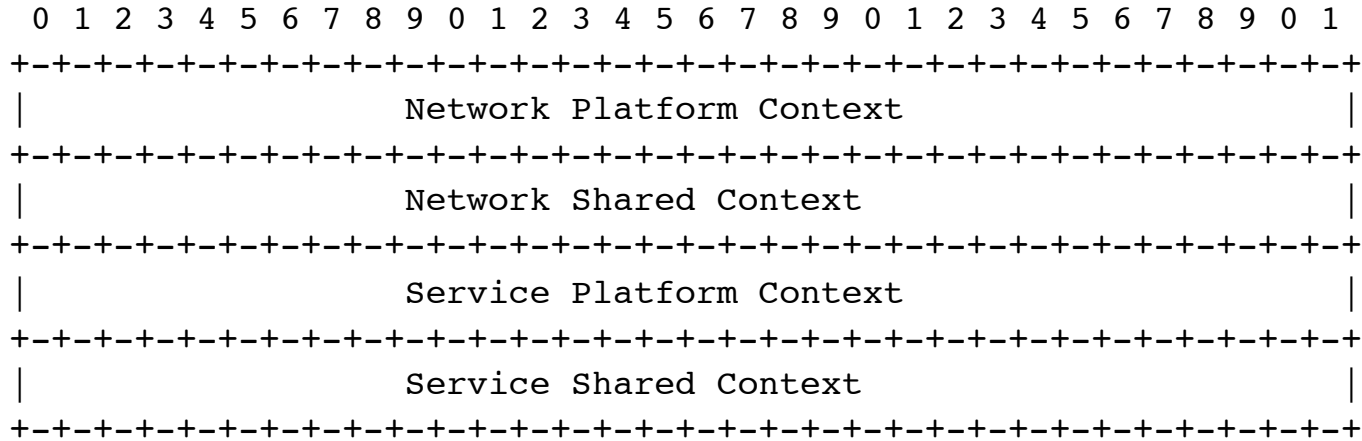 0 1 2 3 4 5 6 7 8 9 0 1 2 3 4 5 6 7 8 9 0 1 2 3 4 5 6 7 8 9 0 1
+-+-+-+-+-+-+-+-+-+-+-+-+-+-+-+-+-+-+-+-+-+-+-+-+-+-+-+-+-+-+-+-+
| Network Platform Context |
+-+-+-+-+-+-+-+-+-+-+-+-+-+-+-+-+-+-+-+-+-+-+-+-+-+-+-+-+-+-+-+-+
| Network Shared Context |
+-+-+-+-+-+-+-+-+-+-+-+-+-+-+-+-+-+-+-+-+-+-+-+-+-+-+-+-+-+-+-+-+
| Service Platform Context |
+-+-+-+-+-+-+-+-+-+-+-+-+-+-+-+-+-+-+-+-+-+-+-+-+-+-+-+-+-+-+-+-+
| Service Shared Context |
+-+-+-+-+-+-+-+-+-+-+-+-+-+-+-+-+-+-+-+-+-+-+-+-+-+-+-+-+-+-+-+-+